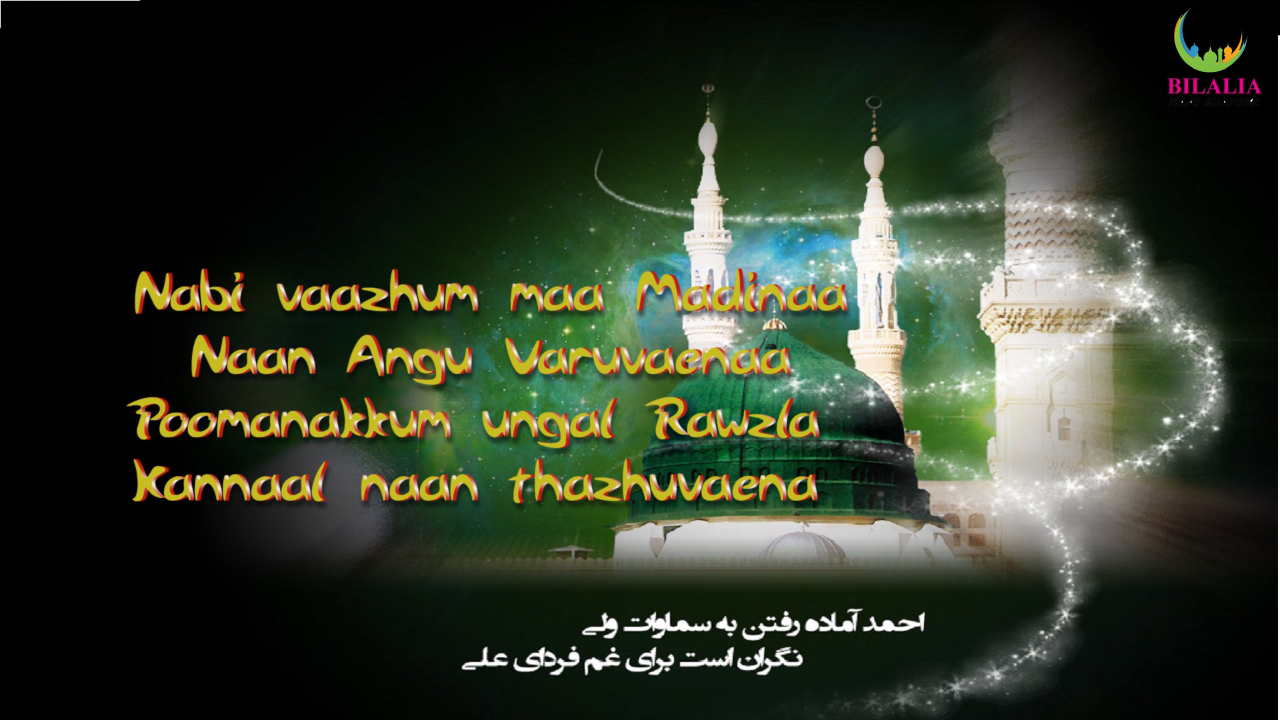 BILALIA
Nabi vaazhum maa Madinaa
Naan Angu Varuvaenaa
Poomanakkum ungal Rawzla
Kannaal naan thazhuvaena
احمد آماده رفتن به سماوات ولی
نگران است برای غم فردای علی